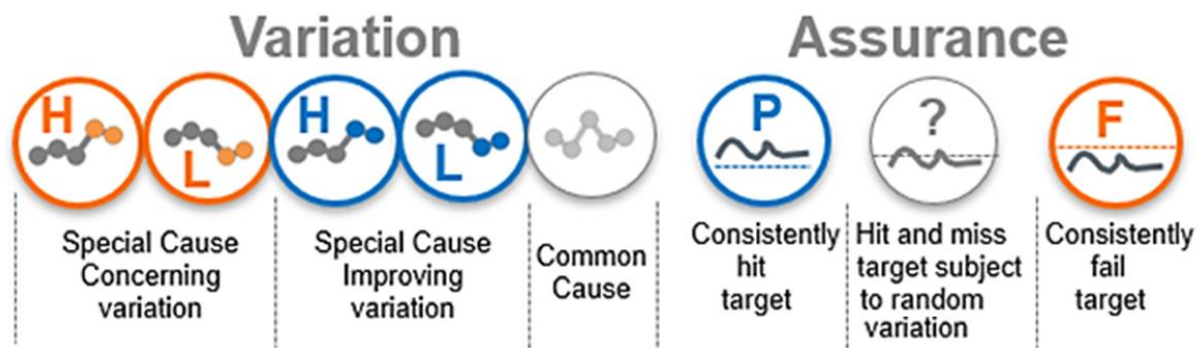 Variation
Assurance
H
L
H
L
P
?
F
Special Cause
Concerning
variation
Special Cause
Improving
variation
Common
Cause
Consistently
hit
target
Hit and miss
target subject
to random
variation
Consistently
fail
target